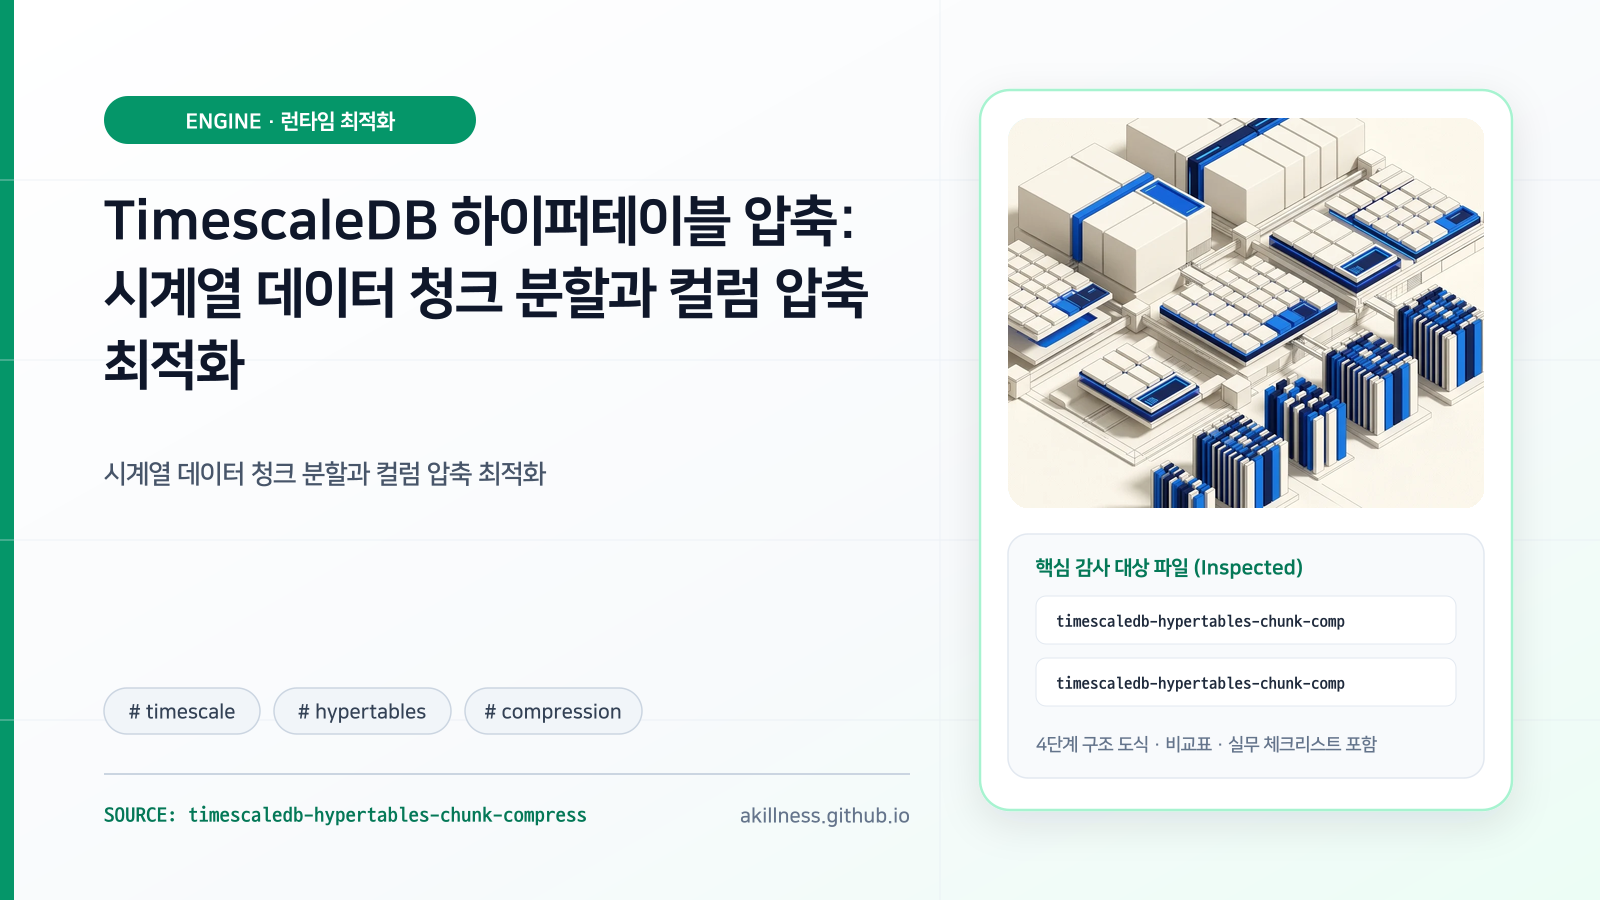 ENGINE · 런타임 최적화
TimescaleDB 하이퍼테이블 압축:
시계열 데이터 청크 분할과 컬럼 압축
최적화
시계열 데이터 청크 분할과 컬럼 압축 최적화
# timescale
# hypertables
# compression
SOURCE: timescaledb-hypertables-chunk-compress
akillness.github.io
핵심 감사 대상 파일 (Inspected)
timescaledb-hypertables-chunk-comp
timescaledb-hypertables-chunk-comp
4단계 구조 도식 · 비교표 · 실무 체크리스트 포함